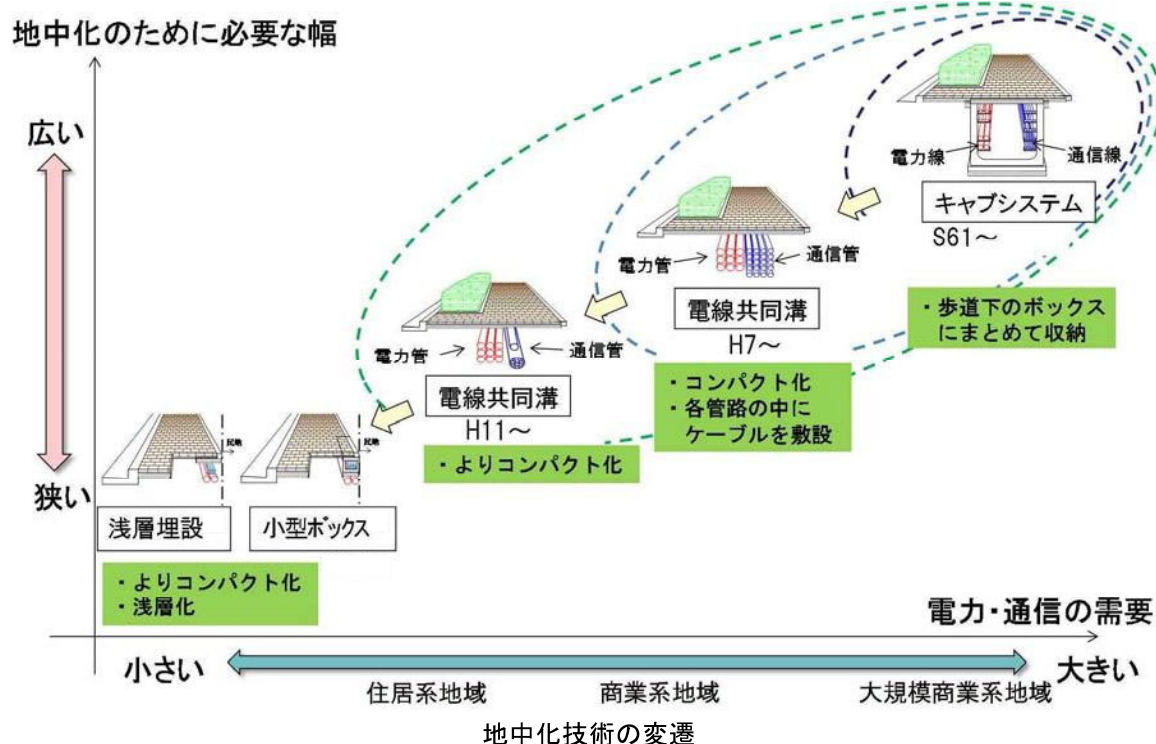 地中化のために必要な幅
広い
狭い
電力線
通信線
キャブシステム
S61～
・歩道下のボックス
にまとめて収納
電力管
通信管
電線共同溝
H7～
・コンパクト化
・各管路の中に
ケーブルを敷設
電力管
通信管
電線共同溝
H11～
・よりコンパクト化
民地
民地
浅層埋設
小型ボックス
・よりコンパクト化
・浅層化
電力・通信の需要
小さい
大きい
住居系地域
商業系地域
大規模商業系地域
地中化技術の変遷